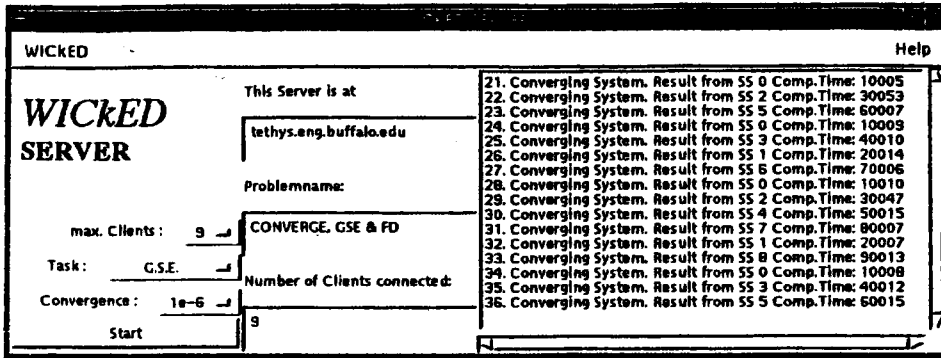 WICkED
Help
WICkED
SERVER
max. Clients: 9
Task: G.S.E.
Convergence: 1e-6
Start
This Server is at
tethys.eng.buffalo.edu
Problemname:
CONVERGE, GSE & FD
Number of Clients connected:
9
21. Converging System. Result from SS 0 Comp.Time: 10005
22. Converging System. Result from SS 2 Comp.Time: 30053
23. Converging System. Result from SS 5 Comp.Time: 60007
24. Converging System. Result from SS 0 Comp.Time: 10009
25. Converging System. Result from SS 3 Comp.Time: 40010
26. Converging System. Result from SS 1 Comp.Time: 20014
27. Converging System. Result from SS 6 Comp.Time: 70006
28. Converging System. Result from SS 0 Comp.Time: 10010
29. Converging System. Result from SS 2 Comp.Time: 30047
30. Converging System. Result from SS 4 Comp.Time: 50015
31. Converging System. Result from SS 7 Comp.Time: 80007
32. Converging System. Result from SS 1 Comp.Time: 20007
33. Converging System. Result from SS 8 Comp.Time: 90013
34. Converging System. Result from SS 0 Comp.Time: 10008
35. Converging System. Result from SS 3 Comp.Time: 40012
36. Converging System. Result from SS 5 Comp.Time: 60015